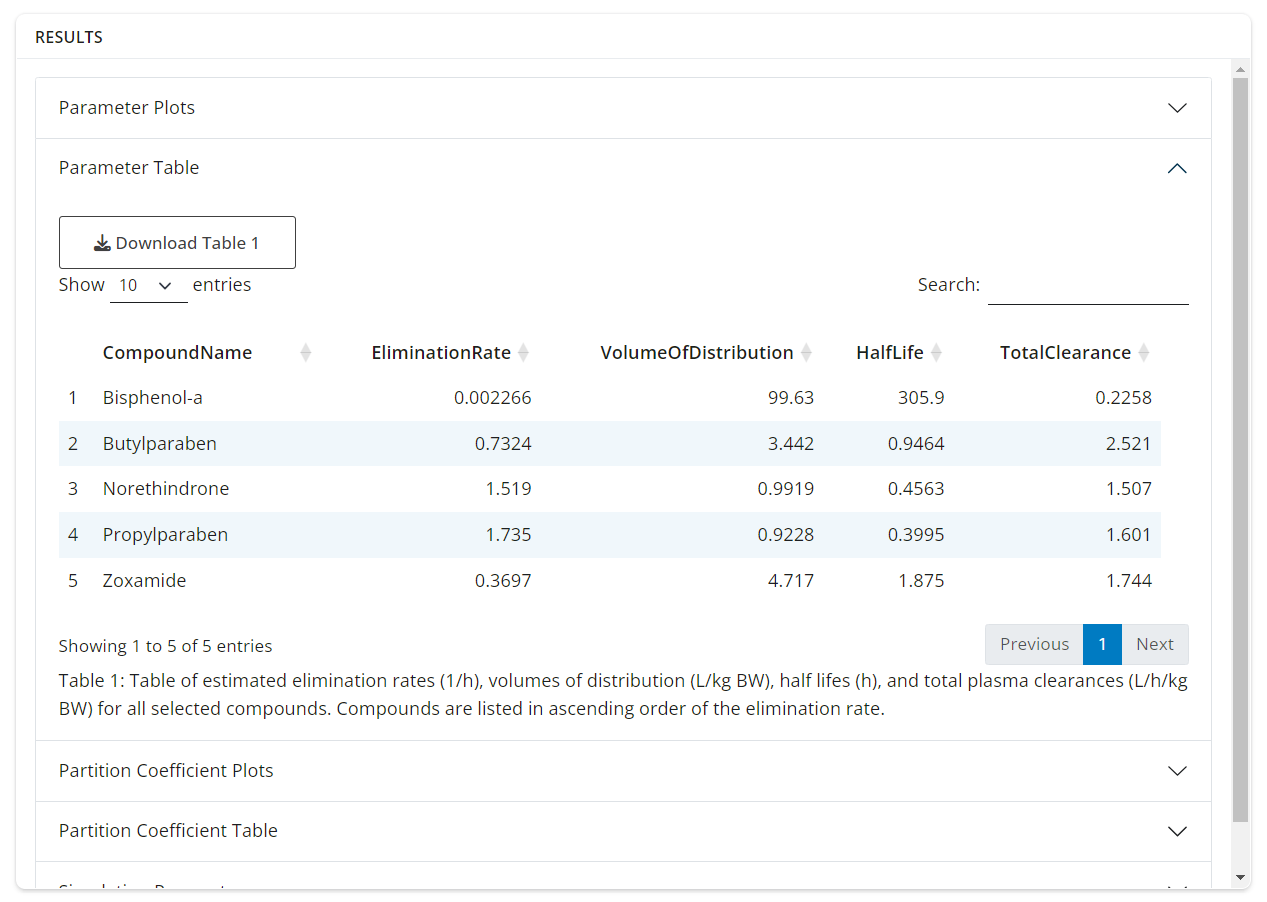 RESULTS
Parameter Plots
Parameter Table
Download Table 1
Show 10 entries Search:
CompoundName EliminationRate VolumeOfDistribution HalfLife TotalClearance
1 Bisphenol-a 0.002266 99.63 305.9 0.2258
2 Butylparaben 0.7324 3.442 0.9464 2.521
3 Norethindrone 1.519 0.9919 0.4563 1.507
4 Propylparaben 1.735 0.9228 0.3995 1.601
5 Zoxamide 0.3697 4.717 1.875 1.744
Showing 1 to 5 of 5 entries Previous 1 Next
Table 1: Table of estimated elimination rates (1/h), volumes of distribution (L/kg BW), half lifes (h), and total plasma clearances (L/h/kg
BW) for all selected compounds. Compounds are listed in ascending order of the elimination rate.
Partition Coefficient Plots
Partition Coefficient Table